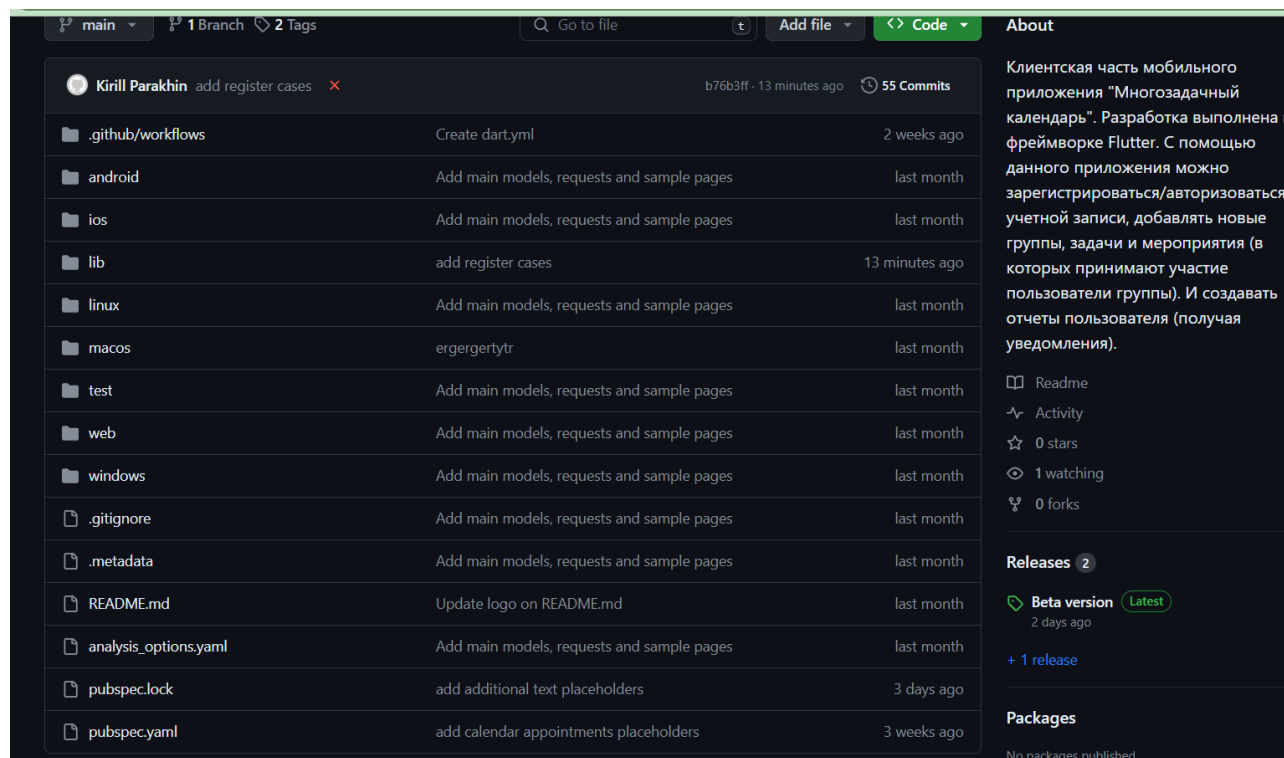 main
1 Branch
2 Tags
Go to file
t
Add file
Code
Kirill Parakhin add register cases
b76b3ff · 13 minutes ago
55 Commits
.github/workflows Create dart.yml 2 weeks ago
android Add main models, requests and sample pages last month
ios Add main models, requests and sample pages last month
lib add register cases 13 minutes ago
linux Add main models, requests and sample pages last month
macos ergergertytr last month
test Add main models, requests and sample pages last month
web Add main models, requests and sample pages last month
windows Add main models, requests and sample pages last month
.gitignore Add main models, requests and sample pages last month
.metadata Add main models, requests and sample pages last month
README.md Update logo on README.md last month
analysis_options.yaml Add main models, requests and sample pages last month
pubspec.lock add additional text placeholders 3 days ago
pubspec.yaml add calendar appointments placeholders 3 weeks ago
About
Клиентская часть мобильного
приложения "Многозадачный
календарь". Разработка выполнена
фреймворке Flutter. С помощью
данного приложения можно
зарегистрироваться/авторизоваться
учетной записи, добавлять новые
группы, задачи и мероприятия (в
которых принимают участие
пользователи группы). И создавать
отчеты пользователя (получая
уведомления).
Readme
Activity
0 stars
1 watching
0 forks
Releases 2
Beta version Latest
2 days ago
+ 1 release
Packages
No packages published